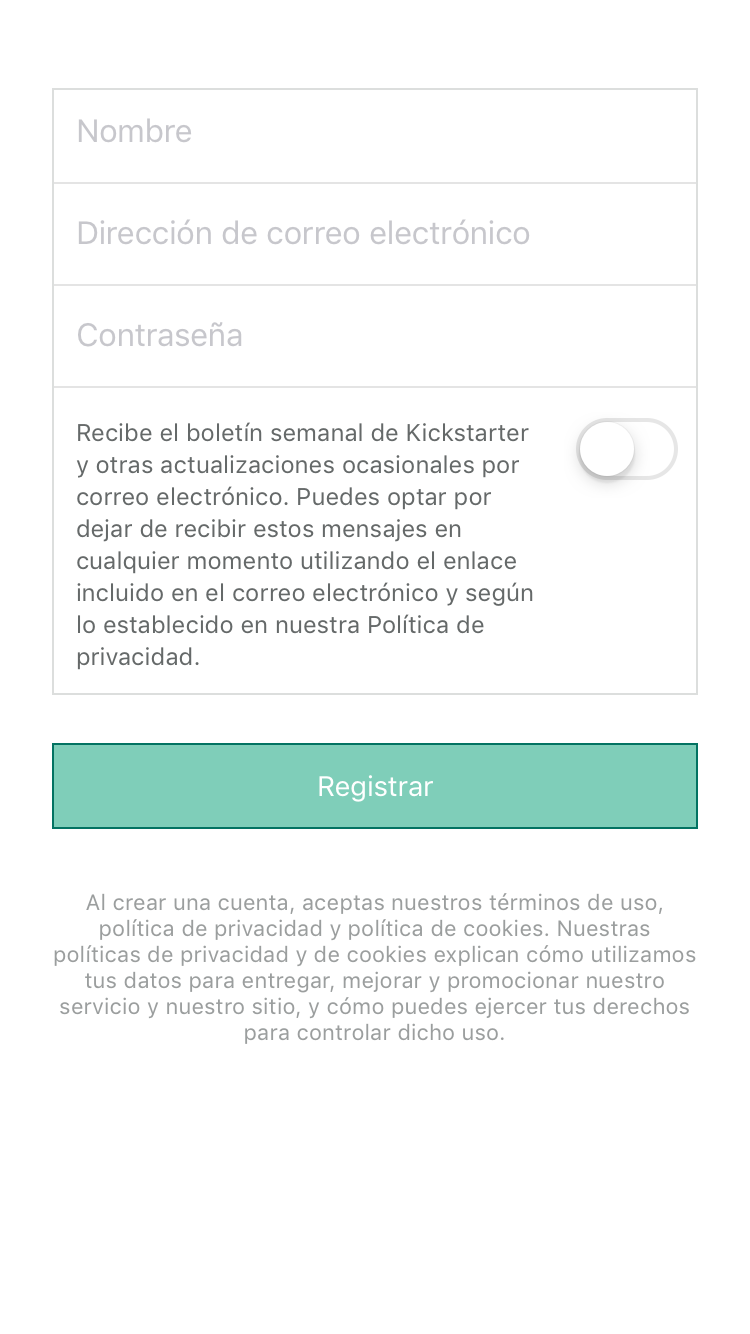 Nombre
Dirección de correo electrónico
Contraseña
Recibe el boletín semanal de Kickstarter
y otras actualizaciones ocasionales por
correo electrónico. Puedes optar por
dejar de recibir estos mensajes en
cualquier momento utilizando el enlace
incluido en el correo electrónico y según
lo establecido en nuestra Política de
privacidad.
Registrar
Al crear una cuenta, aceptas nuestros términos de uso,
política de privacidad y política de cookies. Nuestras
políticas de privacidad y de cookies explican cómo utilizamos
tus datos para entregar, mejorar y promocionar nuestro
servicio y nuestro sitio, y cómo puedes ejercer tus derechos
para controlar dicho uso.